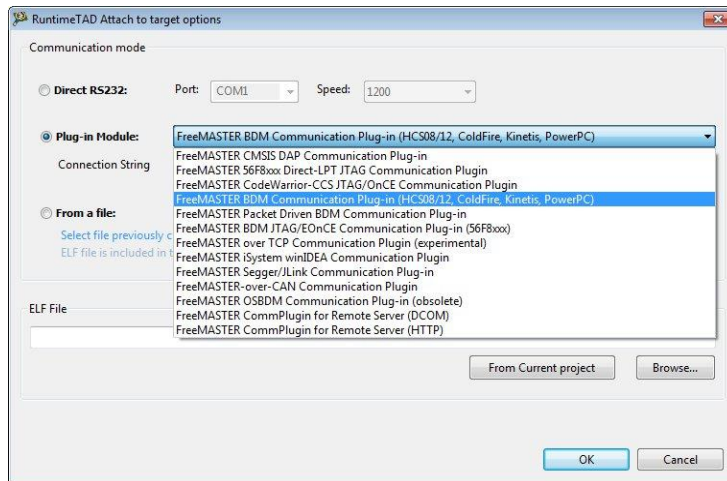 RuntimeTAD Attach to target options
Communication mode
Direct RS232: Port: COM1 Speed: 1200
Plug-in Module: FreeMASTER BDM Communication Plug-in (HCS08/12, ColdFire, Kinetis, PowerPC)
Connection String
FreeMASTER CMSIS DAP Communication Plug-in
FreeMASTER 56F8xxx Direct-LPT JTAG Communication Plugin
FreeMASTER CodeWarrior-CCS JTAG/OnCE Communication Plugin
FreeMASTER BDM Communication Plug-in (HCS08/12, ColdFire, Kinetis, PowerPC)
FreeMASTER Packet Driven BDM Communication Plug-in
FreeMASTER BDM JTAG/EOnCE Communication Plug-in (56F8xxx)
FreeMASTER over TCP Communication Plugin (experimental)
FreeMASTER iSystem winIDEA Communication Plugin
FreeMASTER Segger/JLink Communication Plug-in
FreeMASTER-over-CAN Communication Plugin
FreeMASTER OSBDM Communication Plug-in (obsolete)
FreeMASTER CommPlugin for Remote Server (DCOM)
FreeMASTER CommPlugin for Remote Server (HTTP)
From a file:
Select file previously c
ELF file is included in t
ELF File
From Current project Browse...
OK Cancel